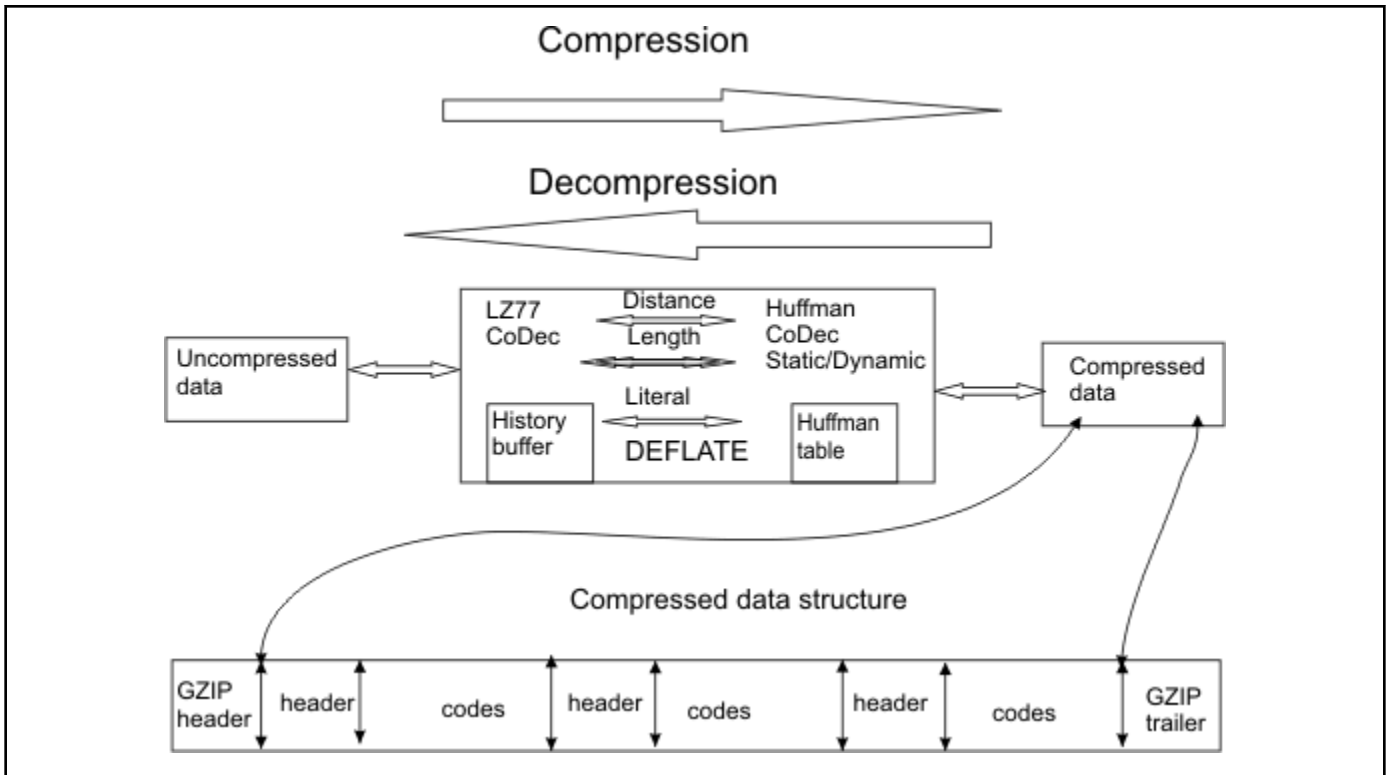 Compression
Decompression
Uncompressed
data
LZ77
CoDec
Distance
Length
Literal
Huffman
CoDec
Static/Dynamic
History
buffer
DEFLATE
Huffman
table
Compressed
data
Compressed data structure
GZIP
header
header
codes
header
codes
header
codes
GZIP
trailer